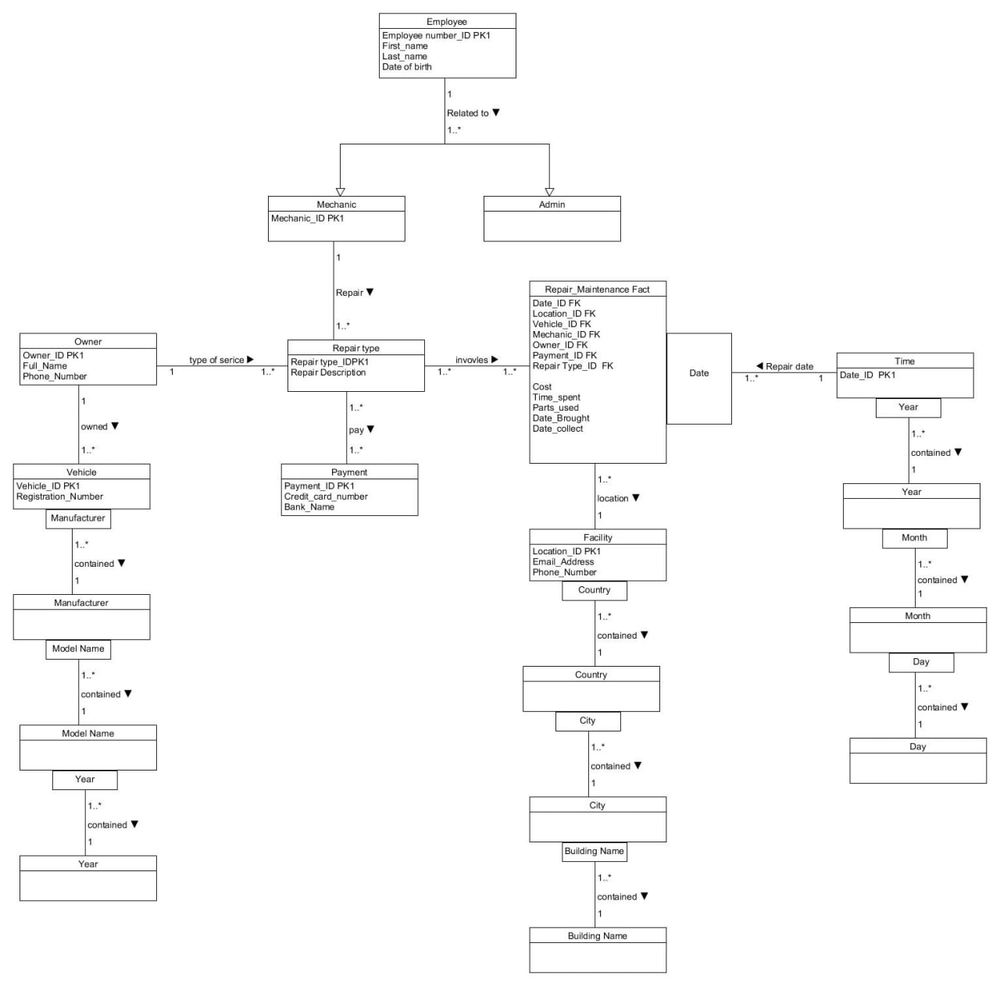 Employee
Employee number_ID PK1
First_name
Last_name
Date of birth
1
Related to ▼
1..*
Mechanic
Mechanic_ID PK1
Admin
1
Repair ▼
1..*
Owner
Owner_ID PK1
Full_Name
Phone_Number
type of serice ▶
1
1..*
Repair type
Repair type_IDPK1
Repair Description
invovles ▶
1..*
1..*
Repair_Maintenance Fact
Date_ID FK
Location_ID FK
Vehicle_ID FK
Mechanic_ID FK
Owner_ID FK
Payment_ID FK
Repair Type_ID  FK
Cost
Time_spent
Parts_used
Date_Brought
Date_collect
Date
◀ Repair date
1..*
1
Time
Date_ID  PK1
Year
1..*
contained ▼
1
Year
Month
1..*
contained ▼
1
Month
Day
1..*
contained ▼
1
Day
1
owned ▼
1..*
Vehicle
Vehicle_ID PK1
Registration_Number
Manufacturer
1..*
contained ▼
1
Manufacturer
Model Name
1..*
contained ▼
1
Model Name
Year
1..*
contained ▼
1
Year
1..*
pay ▼
1..*
Payment
Payment_ID PK1
Credit_card_number
Bank_Name
1..*
location ▼
1
Facility
Location_ID PK1
Email_Address
Phone_Number
Country
1..*
contained ▼
1
Country
City
1..*
contained ▼
1
City
Building Name
1..*
contained ▼
1
Building Name